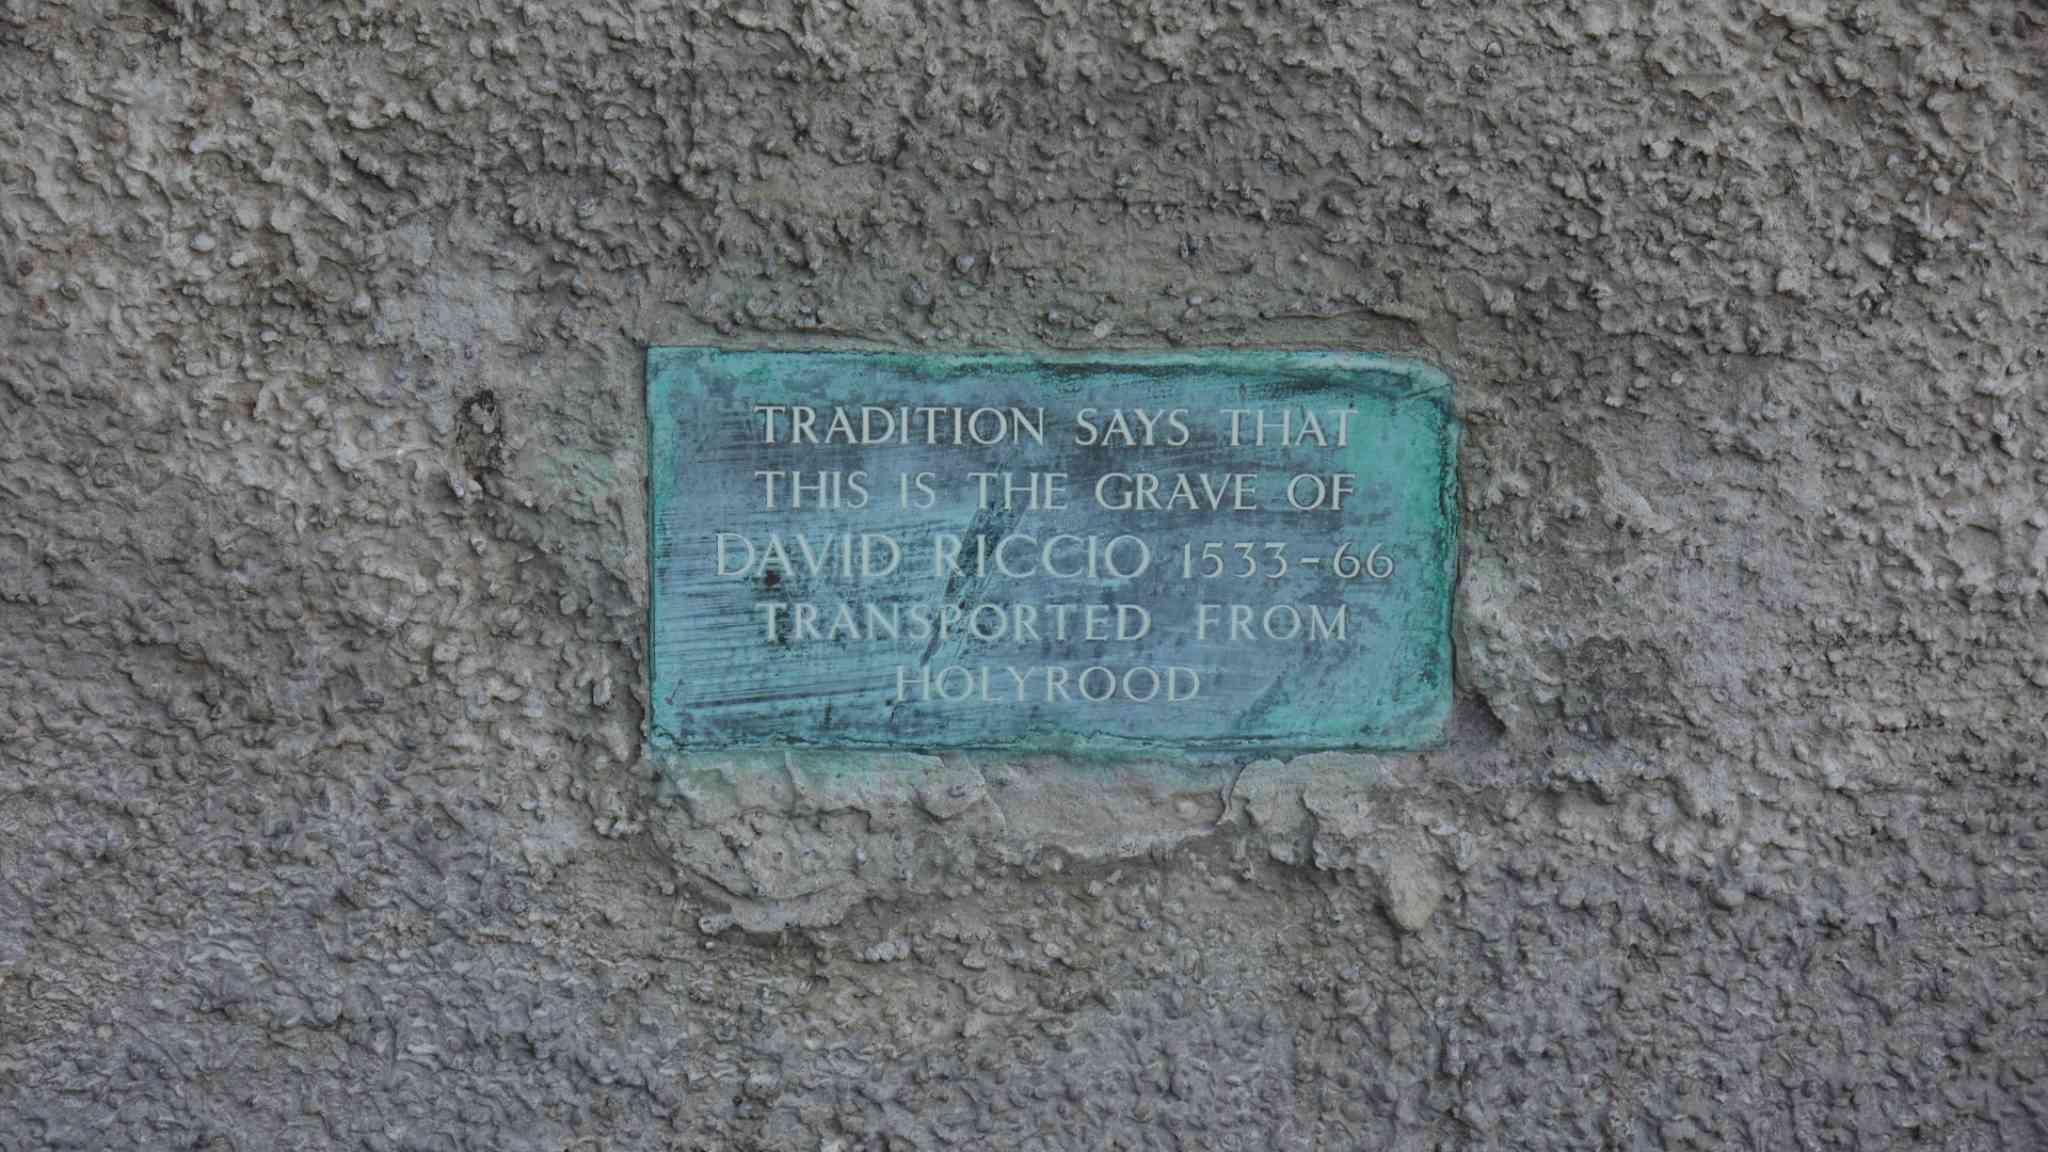 TRADITION SAYS THAT
THIS IS THE GRAVE OF
DAVID RICCIO 1533-66
TRANSPORTED FROM
HOLYROOD